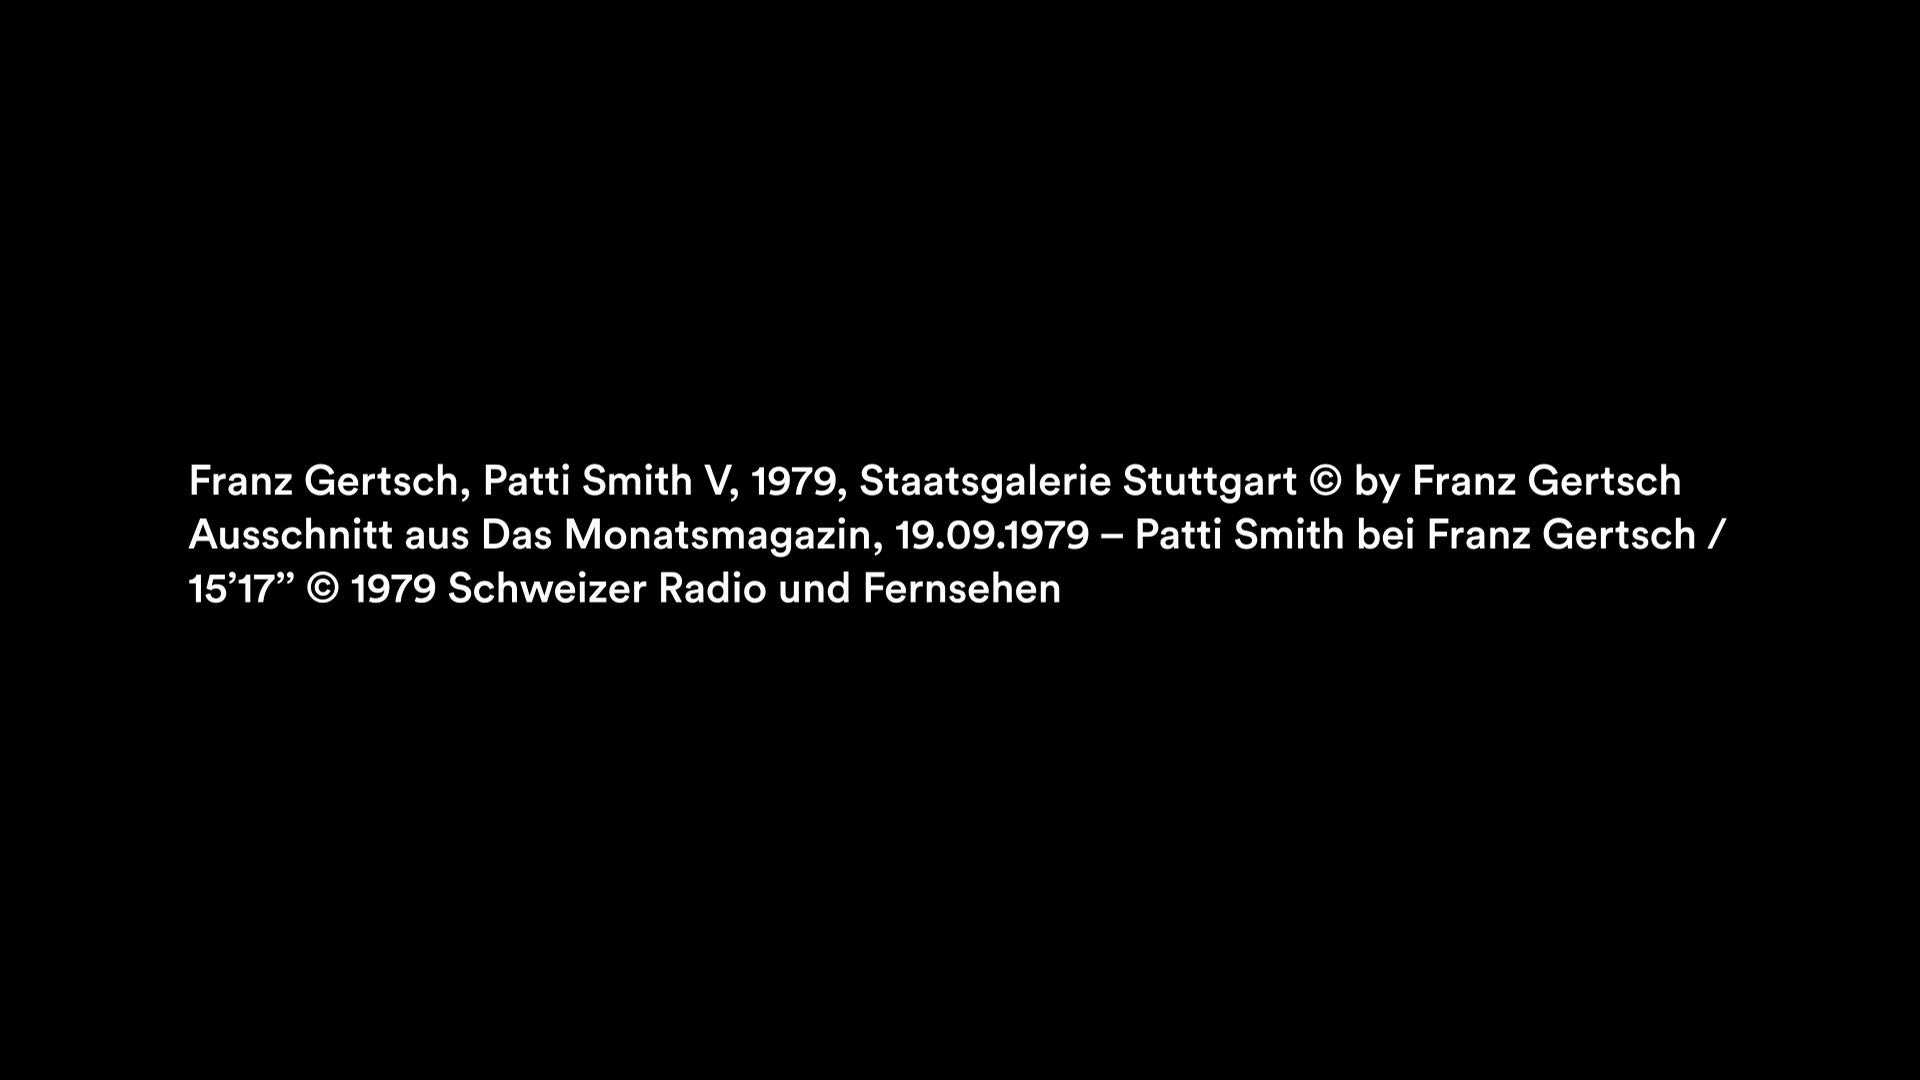 Franz Gertsch, Patti Smith V, 1979, Staatsgalerie Stuttgart © by Franz Gertsch
Ausschnitt aus Das Monatsmagazin, 19.09.1979 – Patti Smith bei Franz Gertsch /
15’17” © 1979 Schweizer Radio und Fernsehen